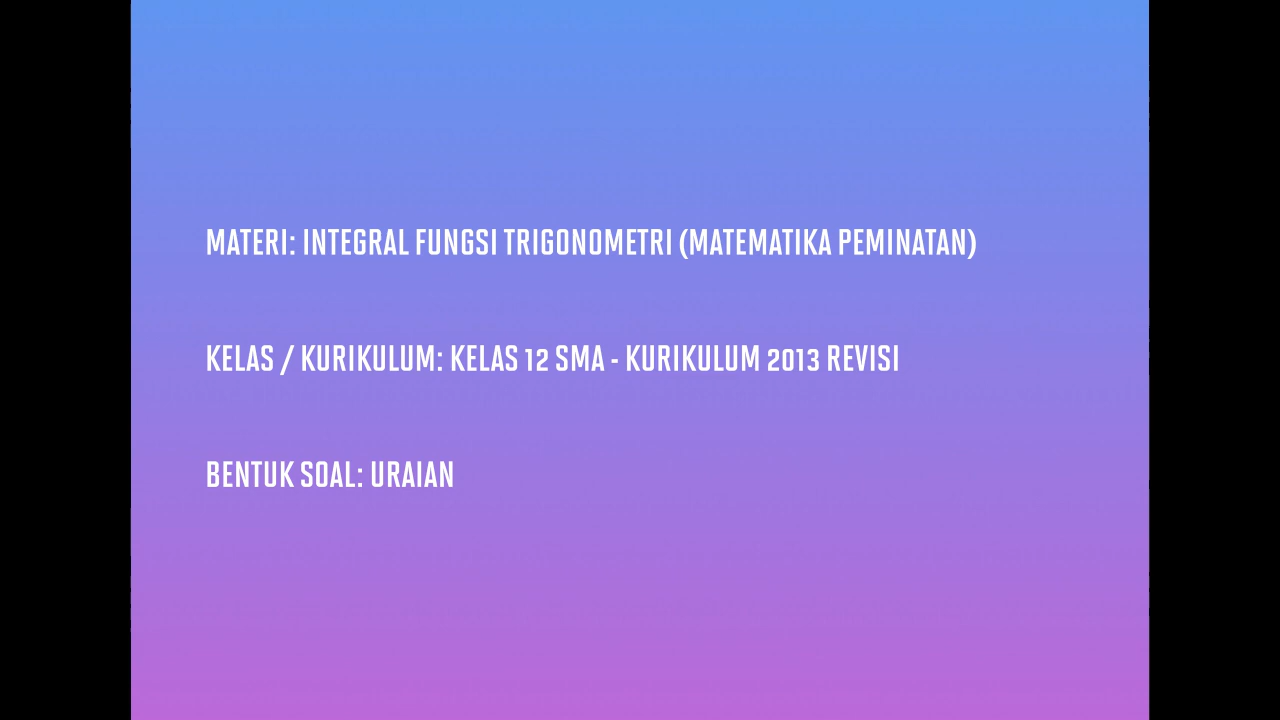 MATERI: INTEGRAL FUNGSI TRIGONOMETRI (MATEMATIKA PEMINATAN)
KELAS / KURIKULUM: KELAS 12 SMA - KURIKULUM 2013 REVISI
BENTUK SOAL: URAIAN